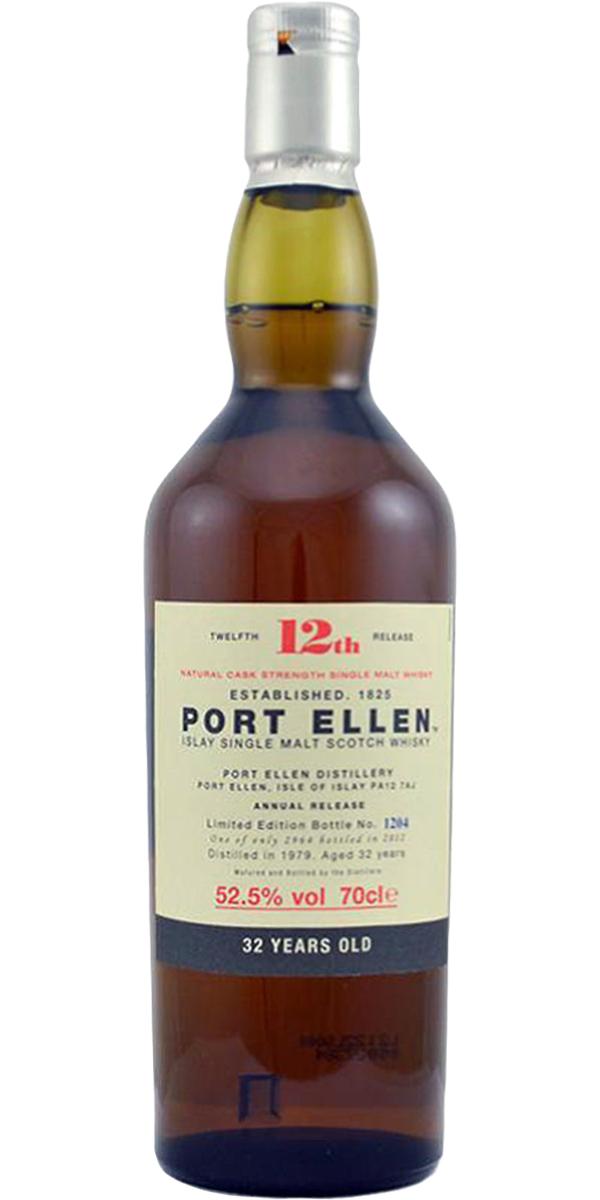 TWELFTH 12th RELEASE
NATURAL CASK STRENGTH SINGLE MALT WHISKY
ESTABLISHED. 1825
PORT ELLEN™
ISLAY SINGLE MALT SCOTCH WHISKY
PORT ELLEN DISTILLERY
PORT ELLEN, ISLE OF ISLAY PA12 7AJ
ANNUAL RELEASE
Limited Edition Bottle No. 1204
One of only 2964 bottled in 2012
Distilled in 1979. Aged 32 years
Matured and Bottled by the Distillers
52.5% vol 70cl e
32 YEARS OLD